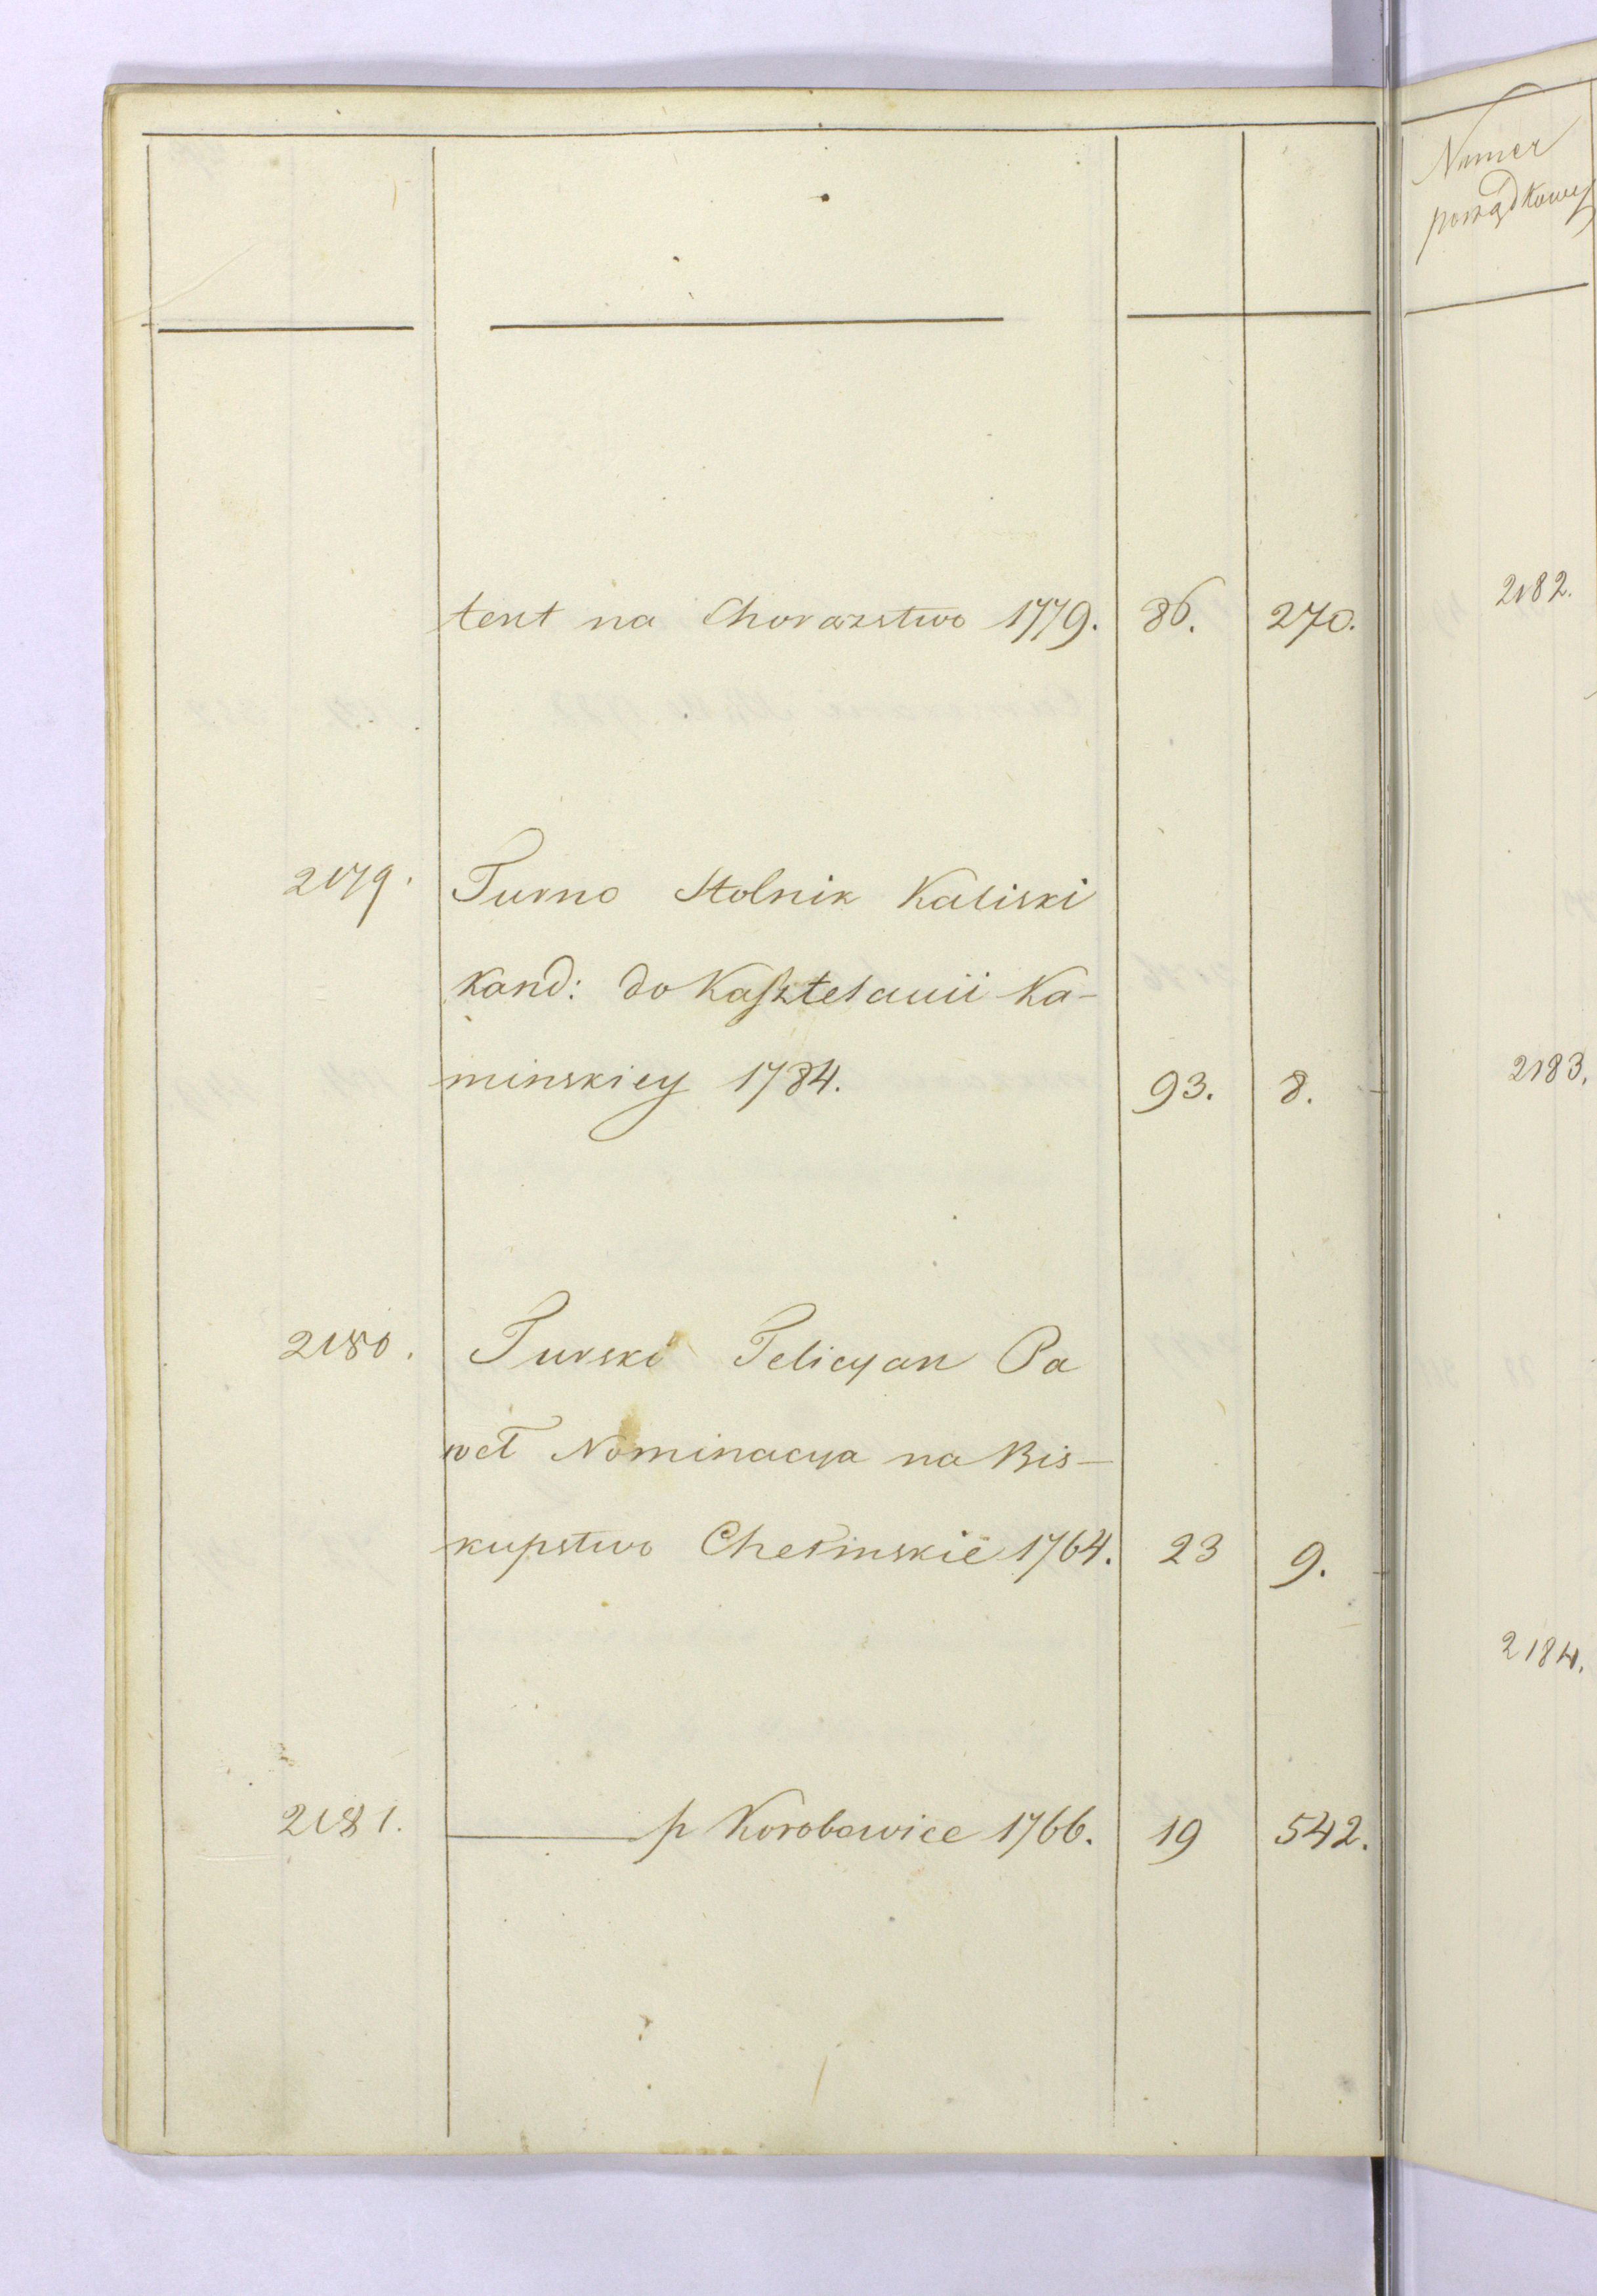 tent na Chorazstwo 1779. 86. 270.
2179. Turno Stolnik Kaliski
kand: do Kasztelanii Ka-
minskiey 1784. 93. 8.
2180. Turski Felicyan Pa
weł Nominacya na Bis-
kupstwo Chełminskie 1764. 23 9.
2181. p Korobowice 1766. 19 542.
Numer
porządkowy
2182.
2183.
2184.